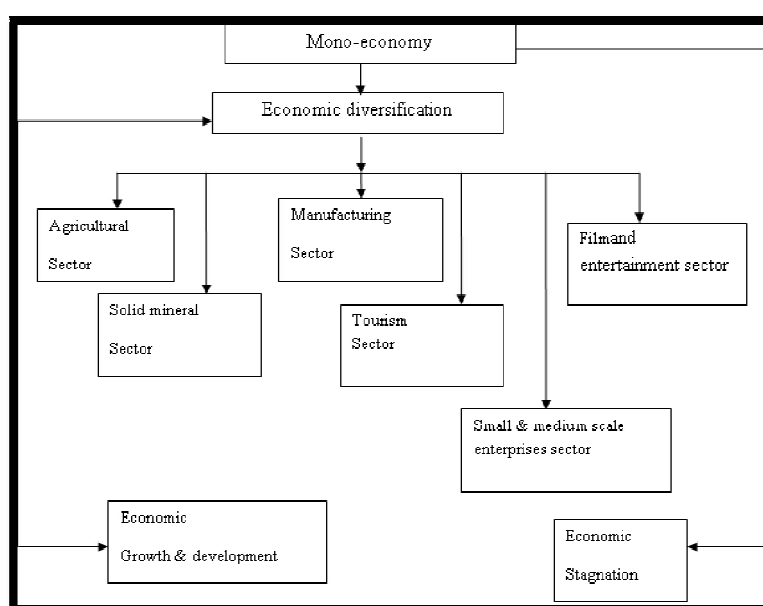 Mono-economy
Economic diversification
Agricultural
Sector
Manufacturing
Sector
Filmand
entertainment sector
Solid mineral
Sector
Tourism
Sector
Small & medium scale
enterprises sector
Economic
Growth & development
Economic
Stagnation